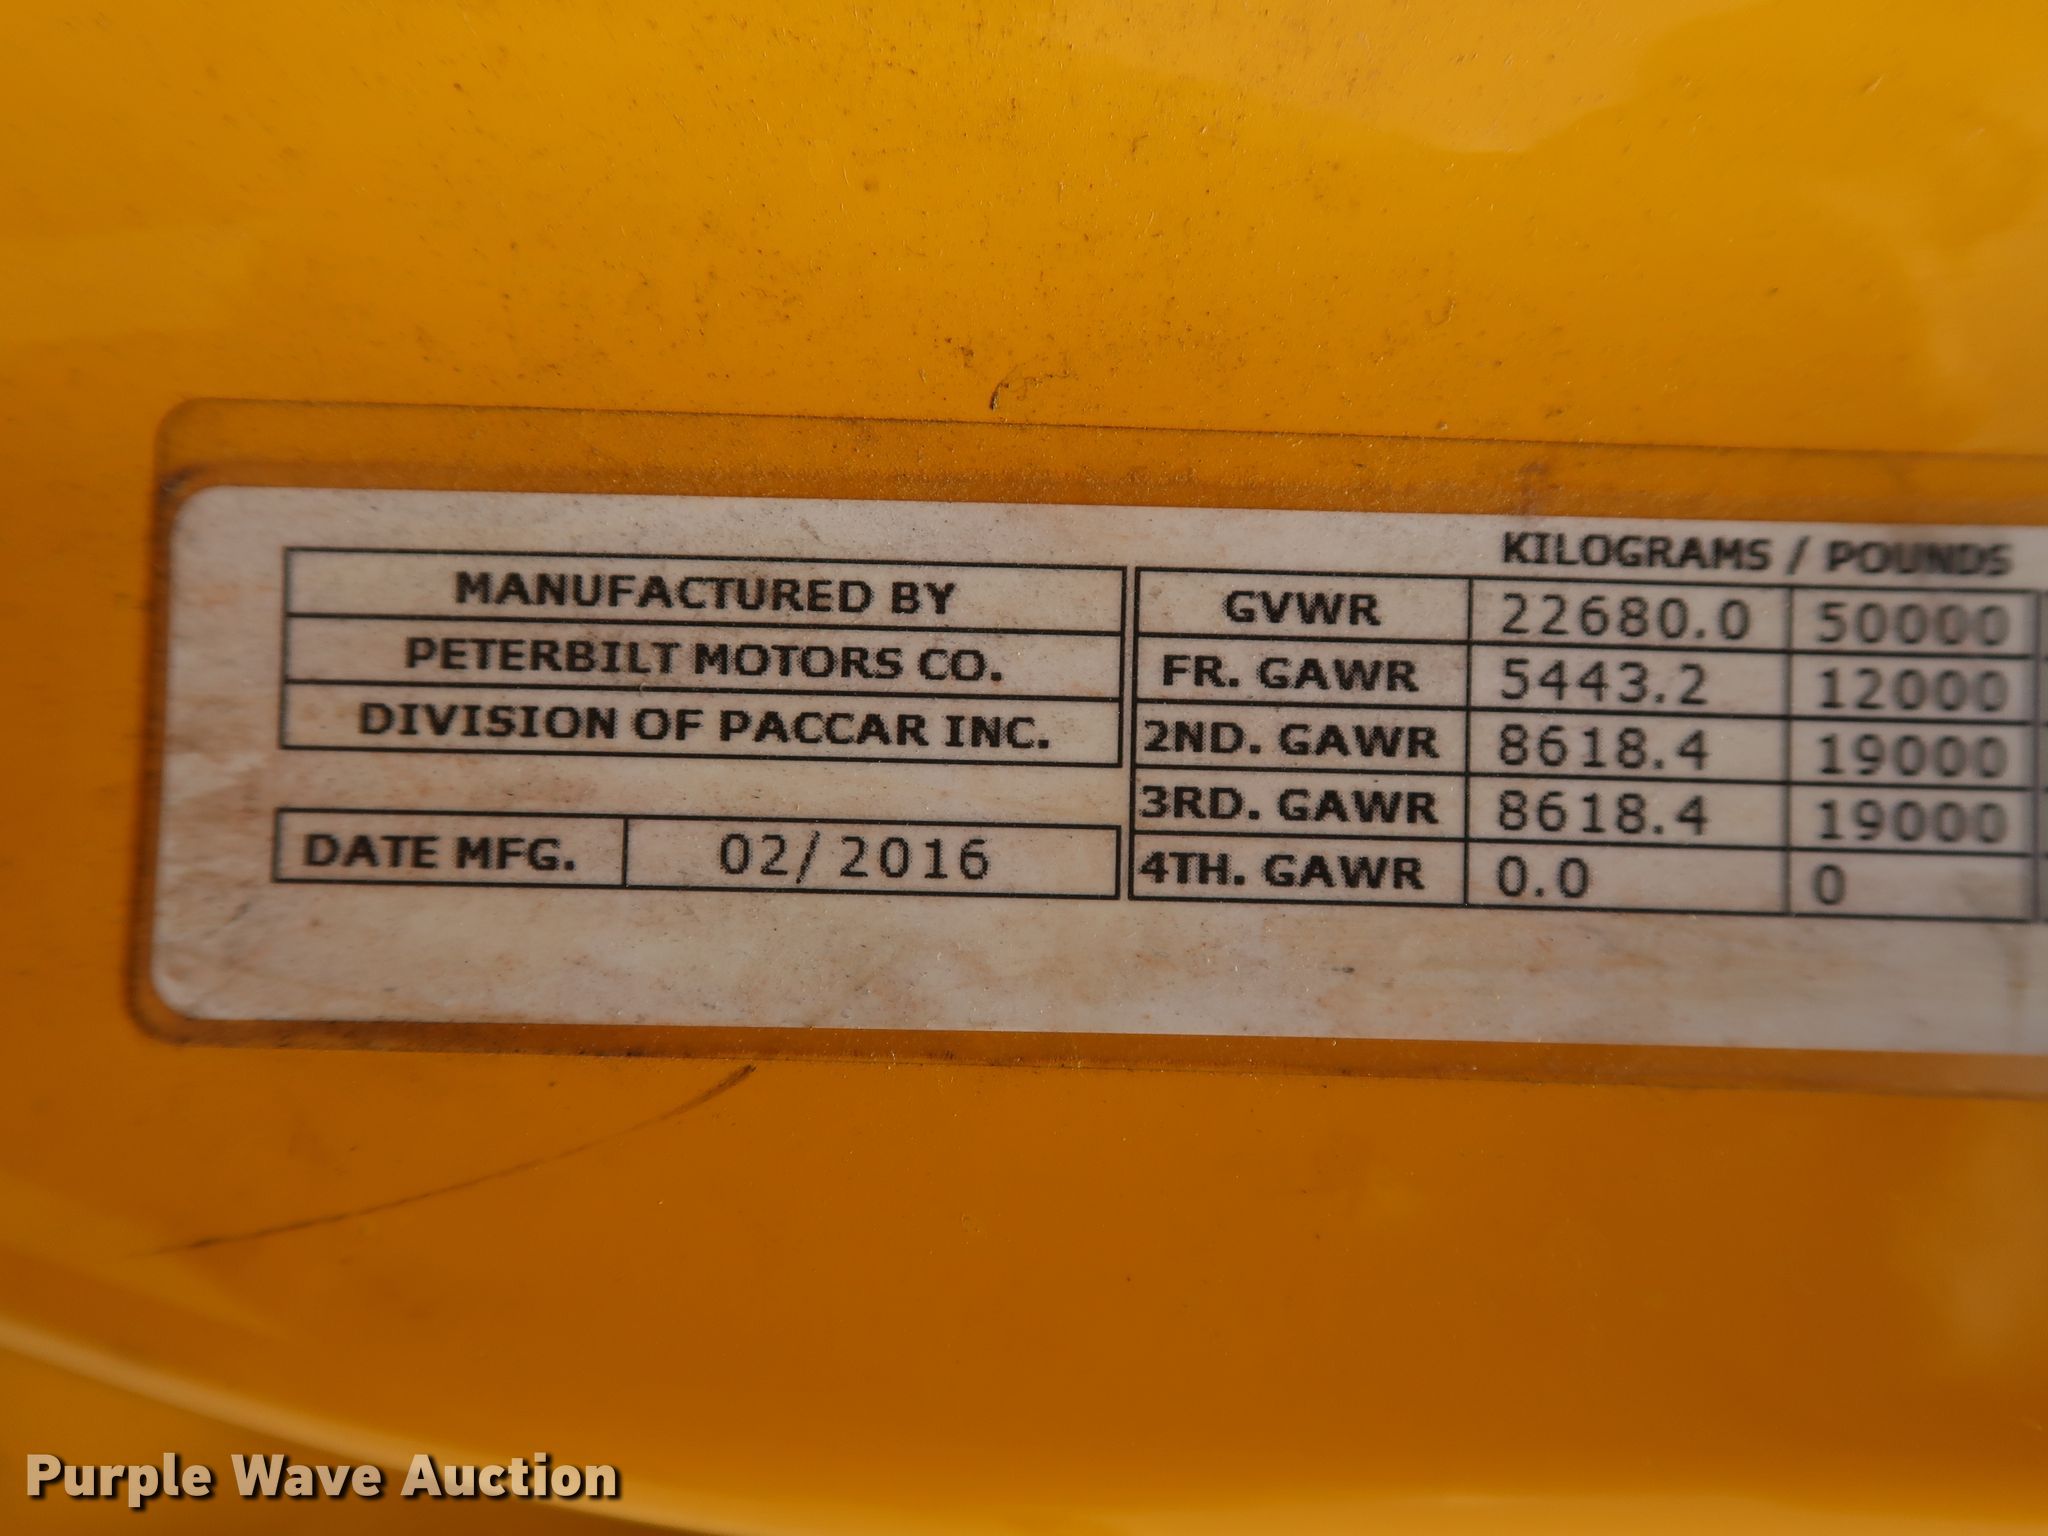 MANUFACTURED BY
PETERBILT MOTORS CO.
DIVISION OF PACCAR INC.
DATE MFG. 02/2016
KILOGRAMS / POUNDS
GVWR 22680.0 50000
FR. GAWR 5443.2 12000
2ND. GAWR 8618.4 19000
3RD. GAWR 8618.4 19000
4TH. GAWR 0.0 0
Purple Wave Auction